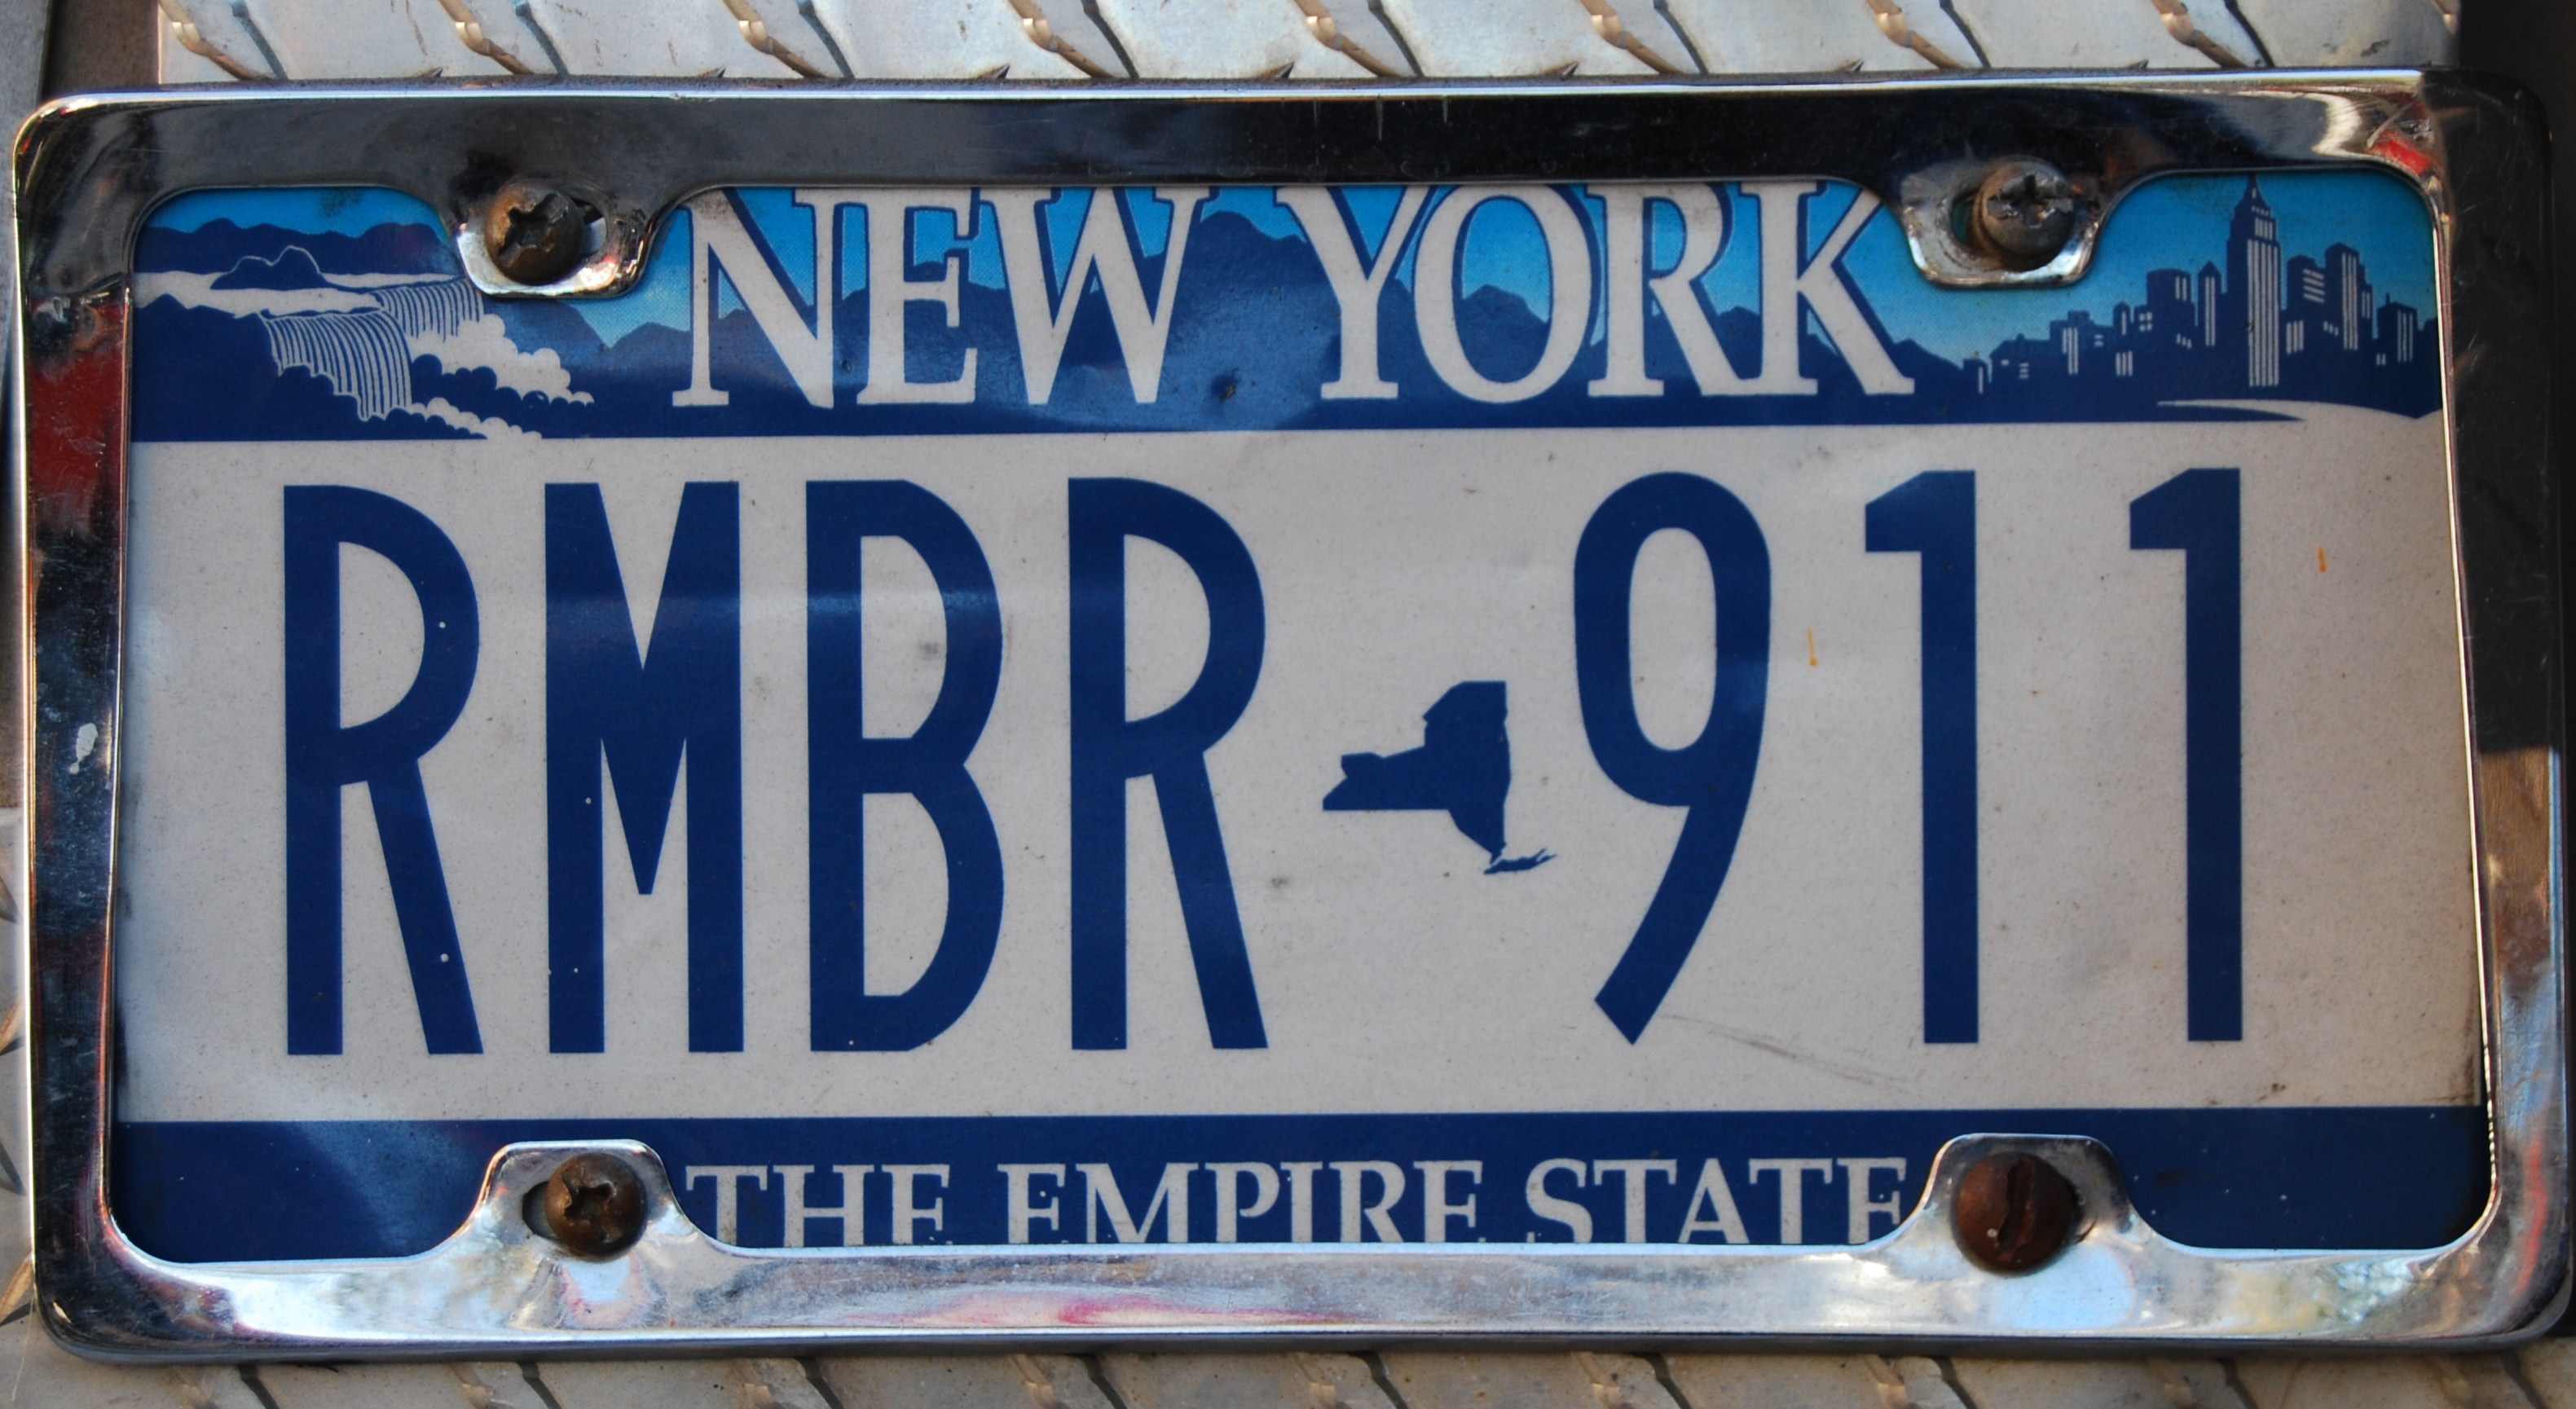 NEW YORK
RMBR 911
THE EMPIRE STATE